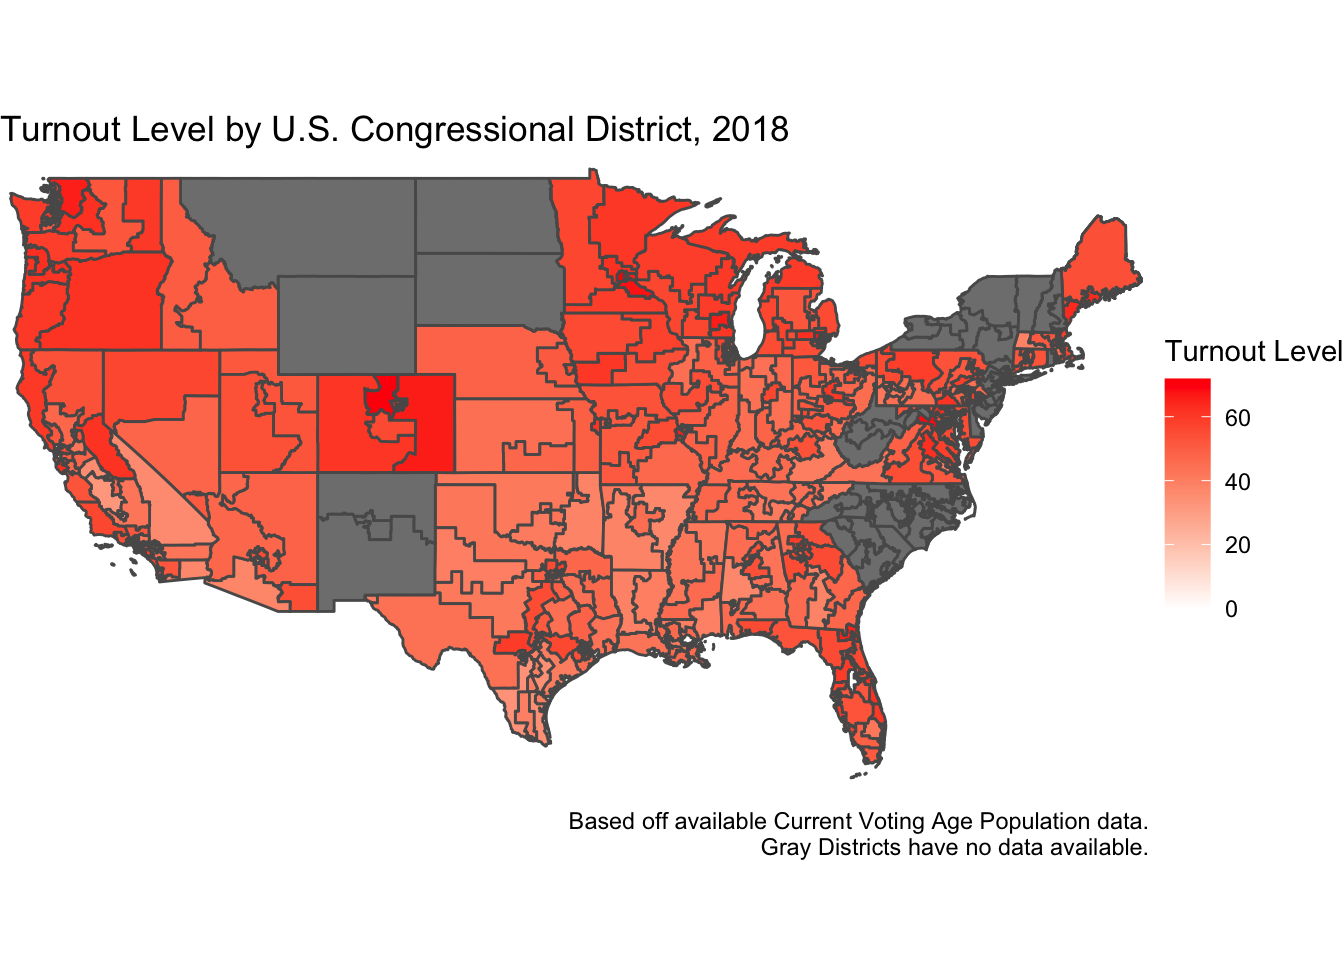 Turnout Level by U.S. Congressional District, 2018
Turnout Level
60
40
20
0
Based off available Current Voting Age Population data.
Gray Districts have no data available.